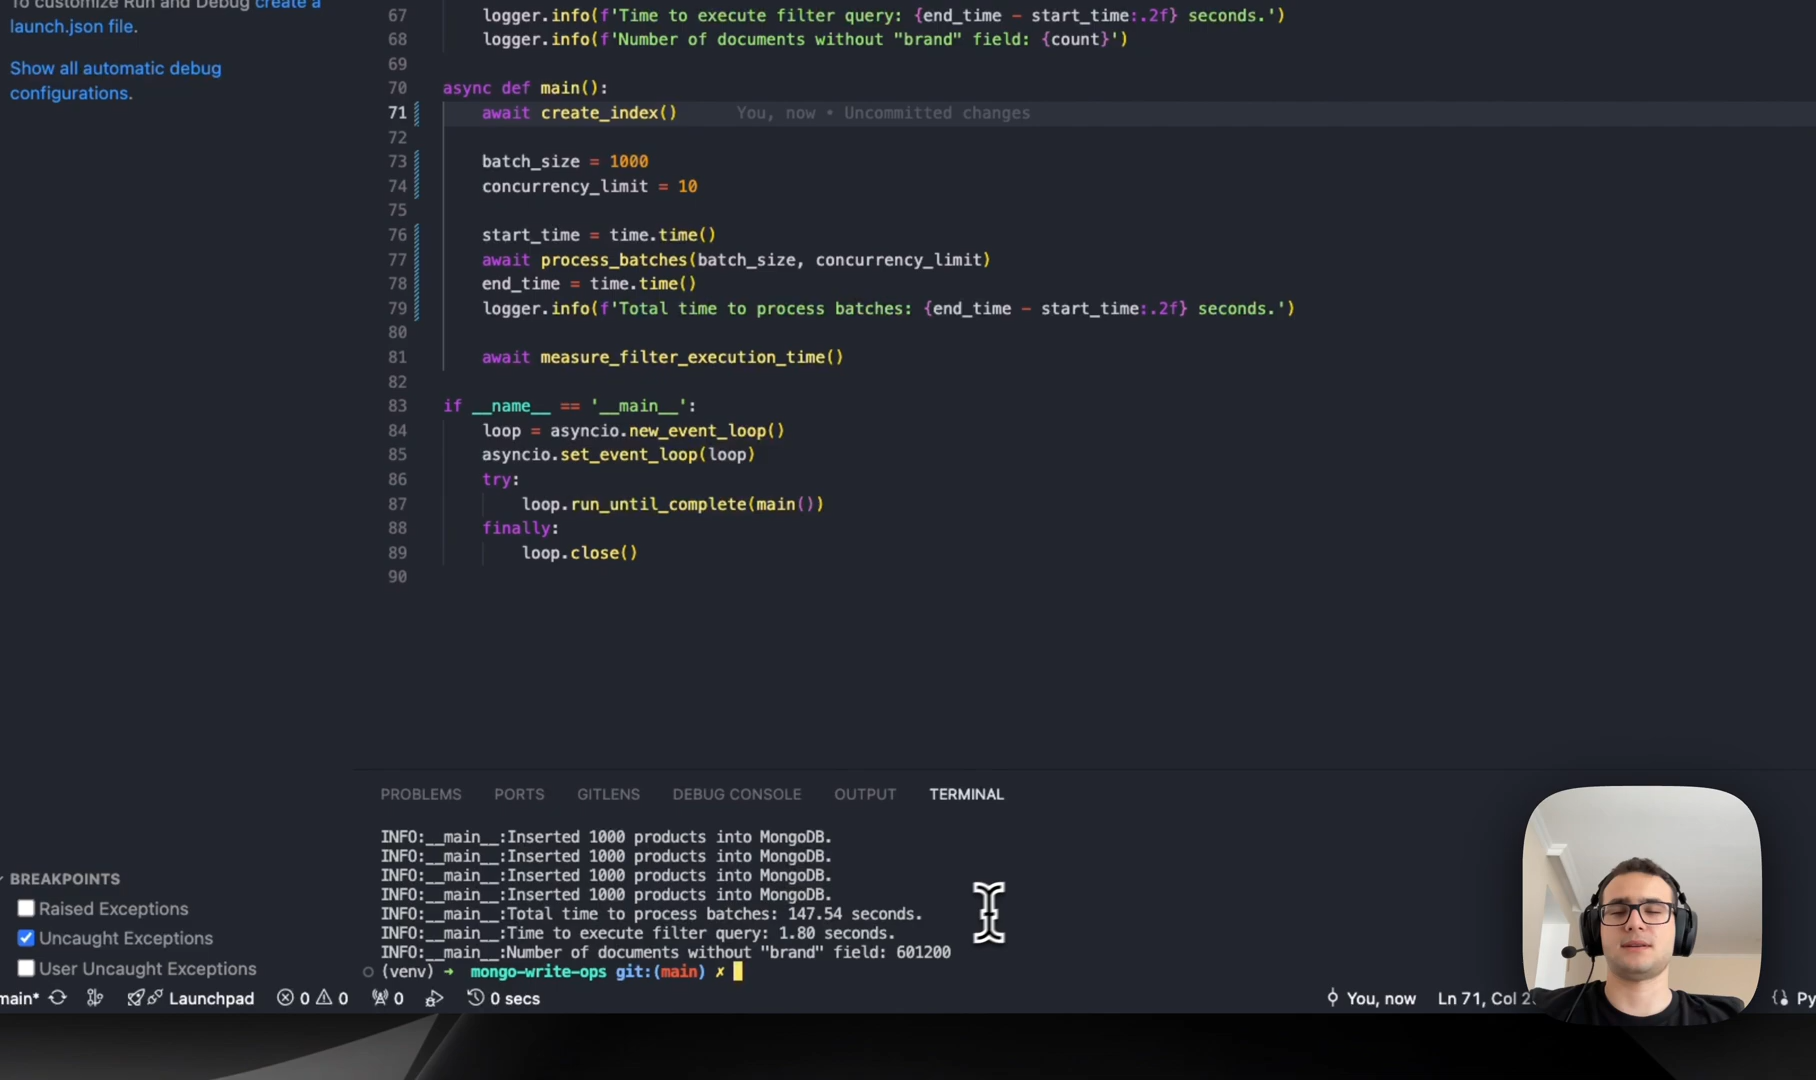 To customize Run and Debug create a
launch.json file.
Show all automatic debug
configurations.
67 logger.info(f'Time to execute filter query: {end_time - start_time:.2f} seconds.')
68 logger.info(f'Number of documents without "brand" field: {count}')
69
70 async def main():
71 await create_index() You, now • Uncommitted changes
72
73 batch_size = 1000
74 concurrency_limit = 10
75
76 start_time = time.time()
77 await process_batches(batch_size, concurrency_limit)
78 end_time = time.time()
79 logger.info(f'Total time to process batches: {end_time - start_time:.2f} seconds.')
80
81 await measure_filter_execution_time()
82
83 if __name__ == '__main__':
84 loop = asyncio.new_event_loop()
85 asyncio.set_event_loop(loop)
86 try:
87 loop.run_until_complete(main())
88 finally:
89 loop.close()
90
PROBLEMS PORTS GITLENS DEBUG CONSOLE OUTPUT TERMINAL
INFO:__main__:Inserted 1000 products into MongoDB.
INFO:__main__:Inserted 1000 products into MongoDB.
INFO:__main__:Inserted 1000 products into MongoDB.
INFO:__main__:Inserted 1000 products into MongoDB.
INFO:__main__:Total time to process batches: 147.54 seconds.
INFO:__main__:Time to execute filter query: 1.80 seconds.
INFO:__main__:Number of documents without "brand" field: 601200
(venv) → mongo-write-ops git:(main) ✗
BREAKPOINTS
Raised Exceptions
Uncaught Exceptions
User Uncaught Exceptions
main* Launchpad 0 0 0 0 secs You, now Ln 71, Col 2 Py